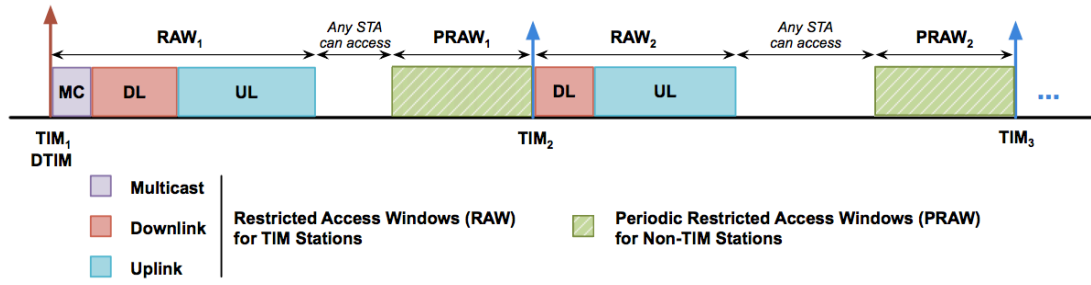 RAW1
Any STA
can access
PRAW1
RAW2
Any STA
can access
PRAW2
MC
DL
UL
DL
UL
...
TIM1
DTIM
TIM2
TIM3
Multicast
Downlink
Uplink
Restricted Access Windows (RAW)
for TIM Stations
Periodic Restricted Access Windows (PRAW)
for Non-TIM Stations